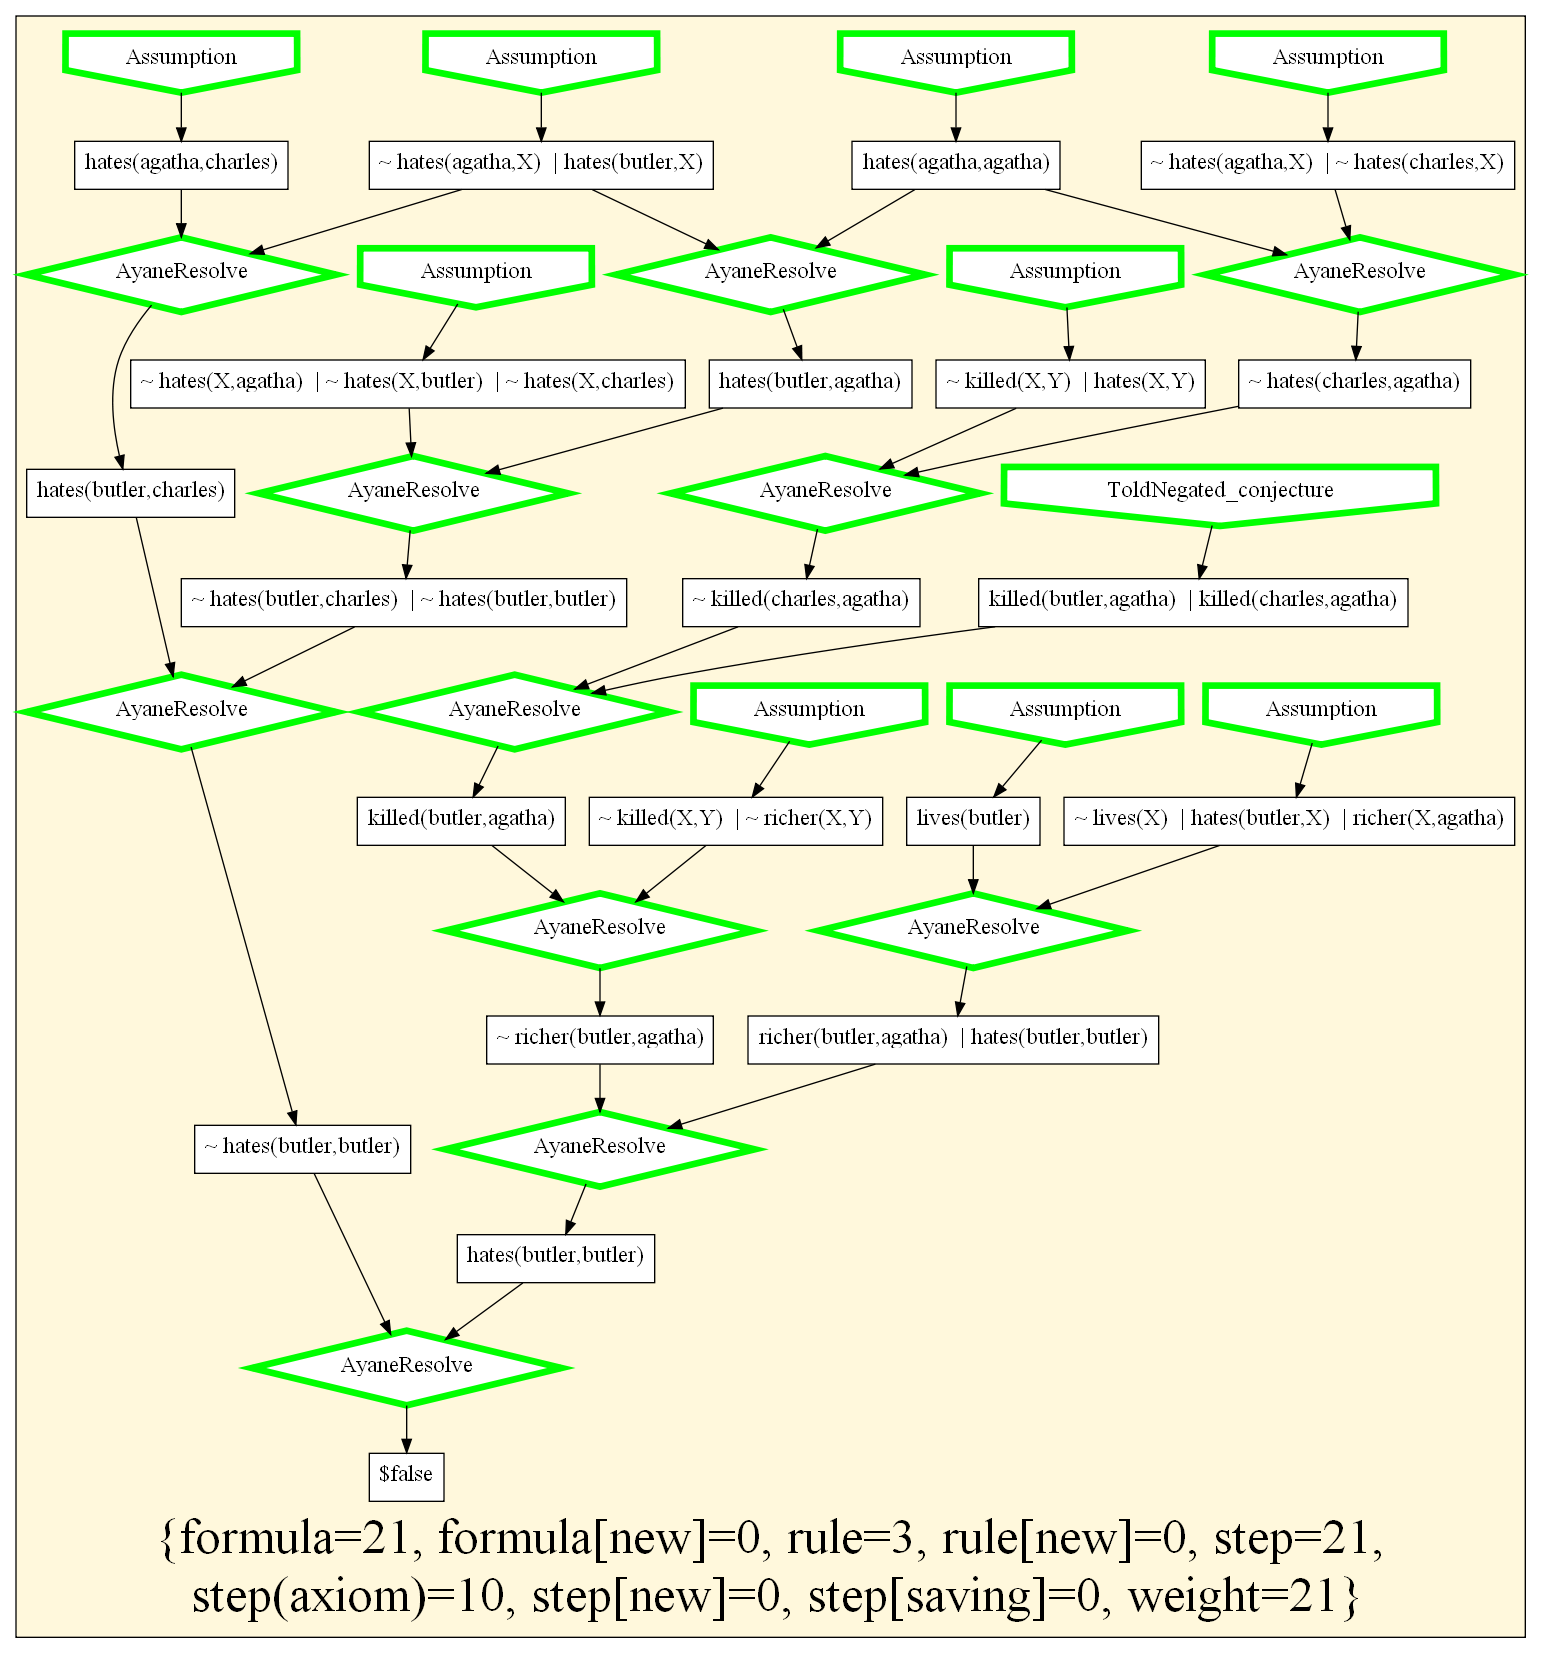 Assumption
Assumption
Assumption
Assumption
hates(agatha,charles)
~ hates(agatha,X) | hates(butler,X)
hates(agatha,agatha)
~ hates(agatha,X) | ~ hates(charles,X)
AyaneResolve
Assumption
AyaneResolve
Assumption
AyaneResolve
~ hates(X,agatha) | ~ hates(X,butler) | ~ hates(X,charles)
hates(butler,agatha)
~ killed(X,Y) | hates(X,Y)
~ hates(charles,agatha)
hates(butler,charles)
AyaneResolve
AyaneResolve
ToldNegated_conjecture
~ hates(butler,charles) | ~ hates(butler,butler)
~ killed(charles,agatha)
killed(butler,agatha) | killed(charles,agatha)
AyaneResolve
AyaneResolve
Assumption
Assumption
Assumption
killed(butler,agatha)
~ killed(X,Y) | ~ richer(X,Y)
lives(butler)
~ lives(X) | hates(butler,X) | richer(X,agatha)
AyaneResolve
AyaneResolve
~ richer(butler,agatha)
richer(butler,agatha) | hates(butler,butler)
~ hates(butler,butler)
AyaneResolve
hates(butler,butler)
AyaneResolve
$false
{formula=21, formula[new]=0, rule=3, rule[new]=0, step=21,
step(axiom)=10, step[new]=0, step[saving]=0, weight=21}